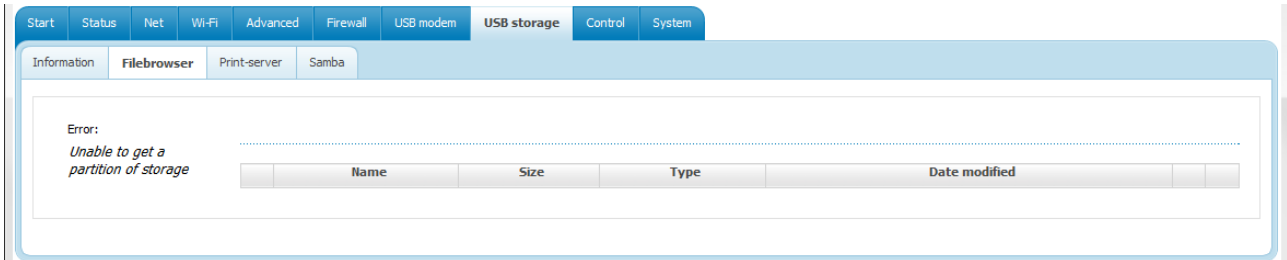 Start Status Net Wi-Fi Advanced Firewall USB modem USB storage Control System
Information Filebrowser Print-server Samba
Error:
Unable to get a
partition of storage
Name Size Type Date modified